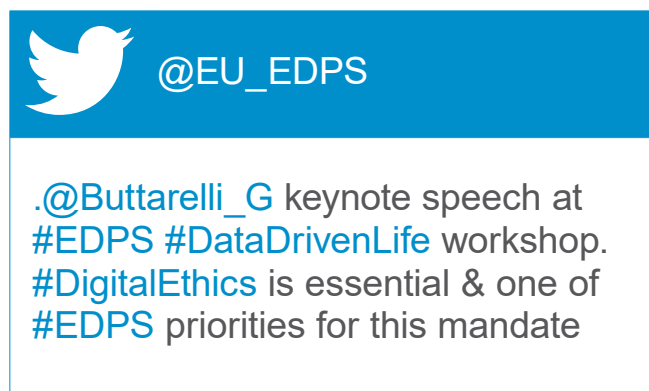 @EU_EDPS
.@Buttarelli_G keynote speech at
#EDPS #DataDrivenLife workshop.
#DigitalEthics is essential & one of
#EDPS priorities for this mandate